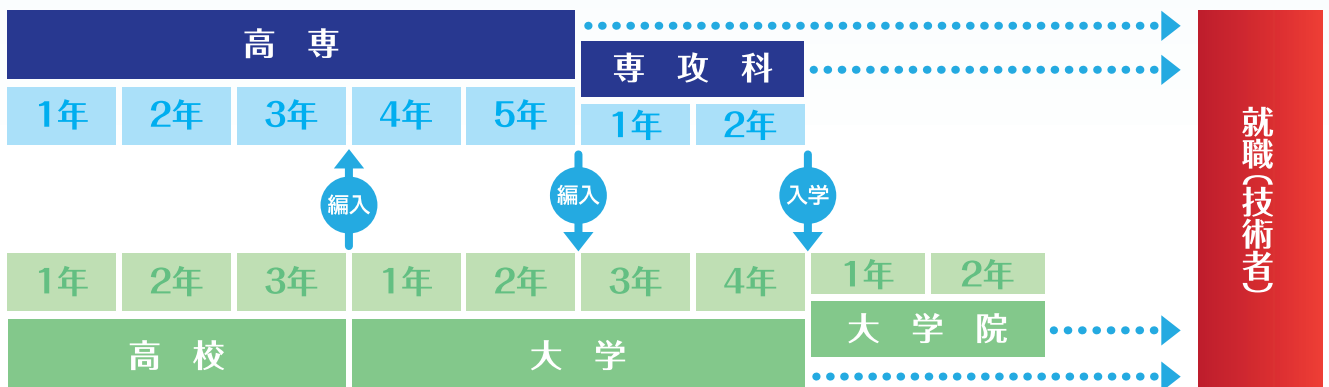 高専
専攻科
1年 2年 3年 4年 5年
1年 2年
編入 編入 入学
1年 2年 3年 1年 2年 3年 4年
1年 2年
高校 大学
大学院
就職(技術者)